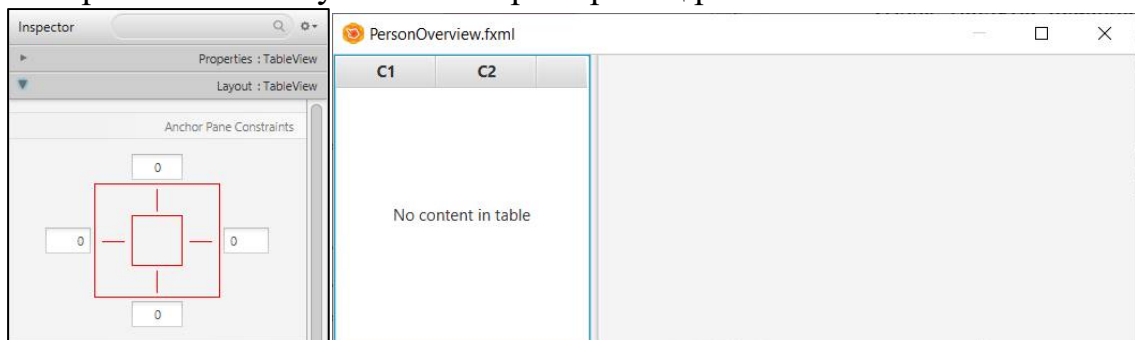 Inspector
Properties : TableView
Layout : TableView
Anchor Pane Constraints
0
0
0
0
PersonOverview.fxml
C1
C2
No content in table